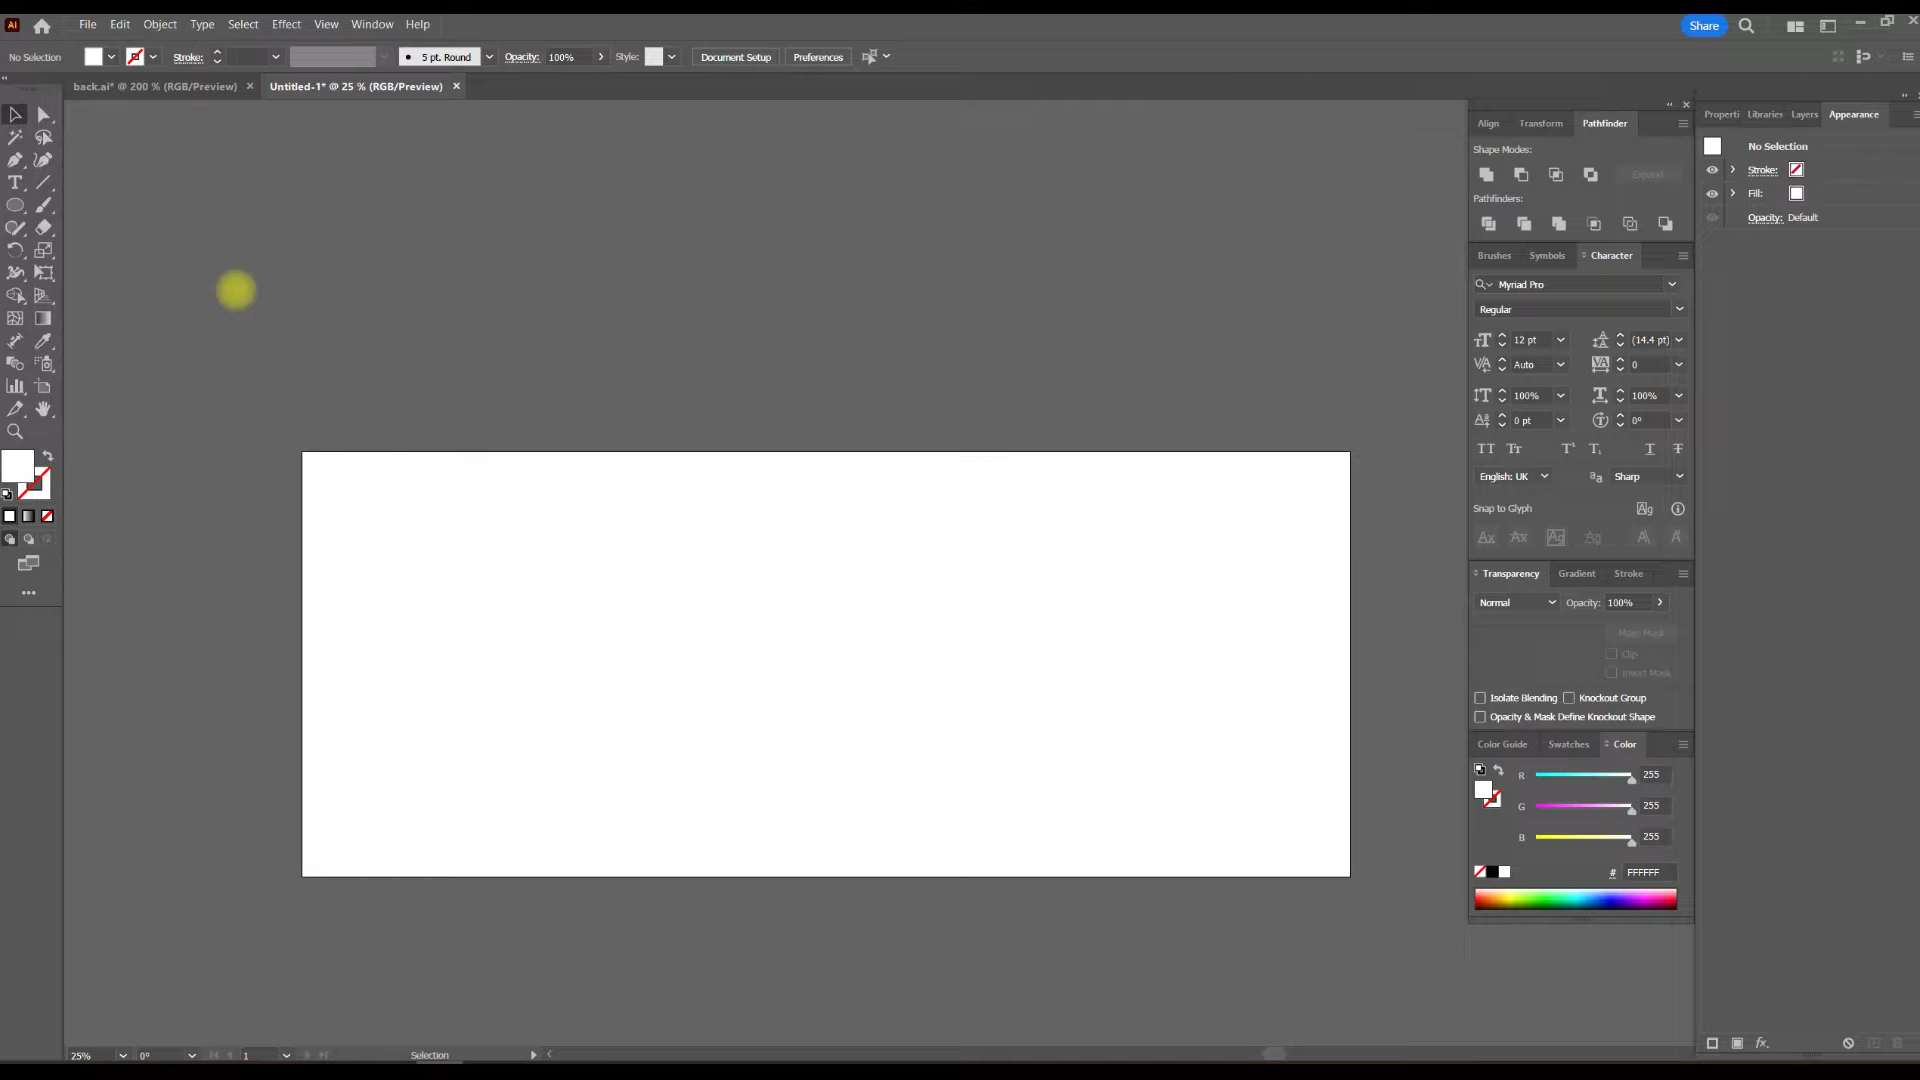 Ai File Edit Object Type Select Effect View Window Help Share
No Selection Stroke: 5 pt. Round Opacity: 100% Style: Document Setup Preferences
back.ai* @ 200 % (RGB/Preview) × Untitled-1* @ 25 % (RGB/Preview) ×
Align Transform Pathfinder
Shape Modes:
Expand
Pathfinders:
Brushes Symbols Character
Myriad Pro
Regular
12 pt (14.4 pt)
Auto 0
100% 100%
0 pt 0°
English: UK Sharp
Snap to Glyph
Transparency Gradient Stroke
Normal Opacity: 100%
Make Mask
Clip
Invert Mask
Isolate Blending Knockout Group
Opacity & Mask Define Knockout Shape
Color Guide Swatches Color
R 255
G 255
B 255
# FFFFFF
Properti Libraries Layers Appearance
No Selection
Stroke:
Fill:
Opacity: Default
fx.
25% 0° 1 Selection